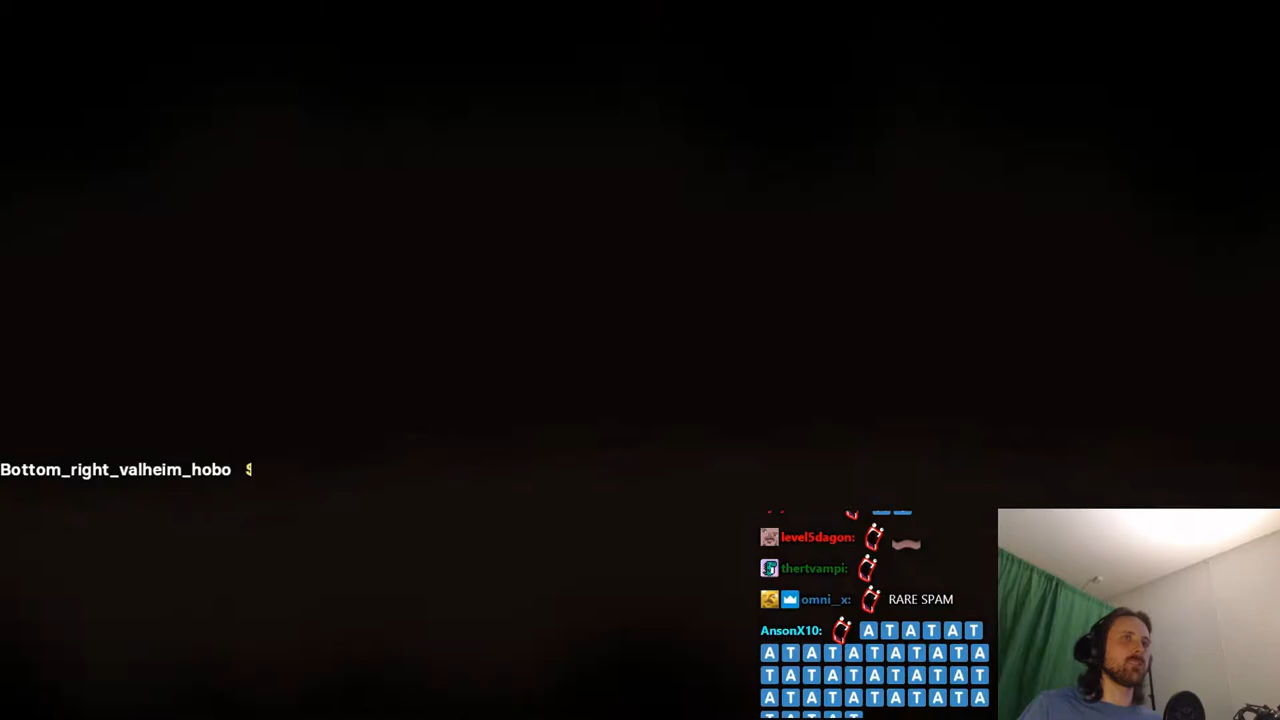 Bottom_right_valheim_hobo
level5dagon:
thertvampi:
omni_x: RARE SPAM
AnsonX10: A T A T A T
A T A T A T A T A T A
T A T A T A T A T A T
A T A T A T A T A T A
T A T A T